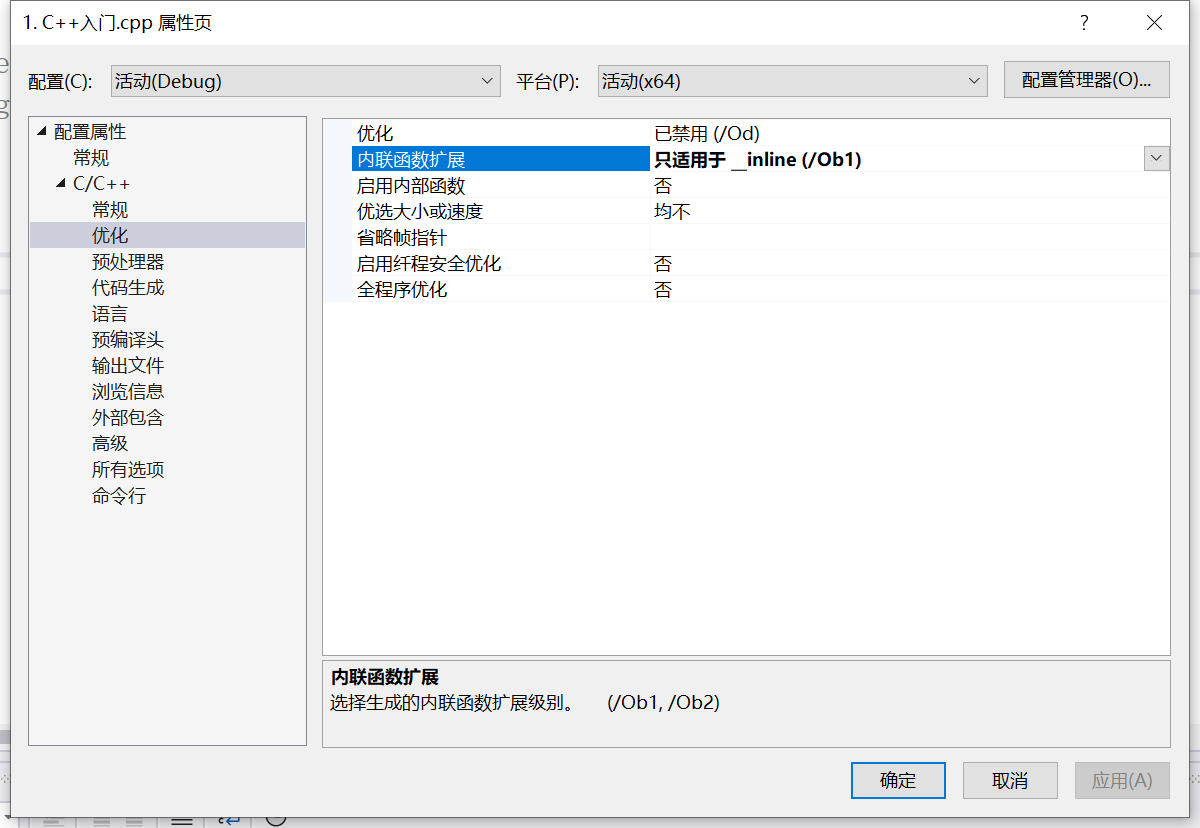 1. C++入门.cpp 属性页
配置(C): 活动(Debug) 平台(P): 活动(x64) 配置管理器(O)...
配置属性
常规
C/C++
常规
优化
预处理器
代码生成
语言
预编译头
输出文件
浏览信息
外部包含
高级
所有选项
命令行
优化 已禁用 (/Od)
内联函数扩展 只适用于 __inline (/Ob1)
启用内部函数 否
优选大小或速度 均不
省略帧指针
启用纤程安全优化 否
全程序优化 否
内联函数扩展
选择生成的内联函数扩展级别。 (/Ob1, /Ob2)
确定 取消 应用(A)